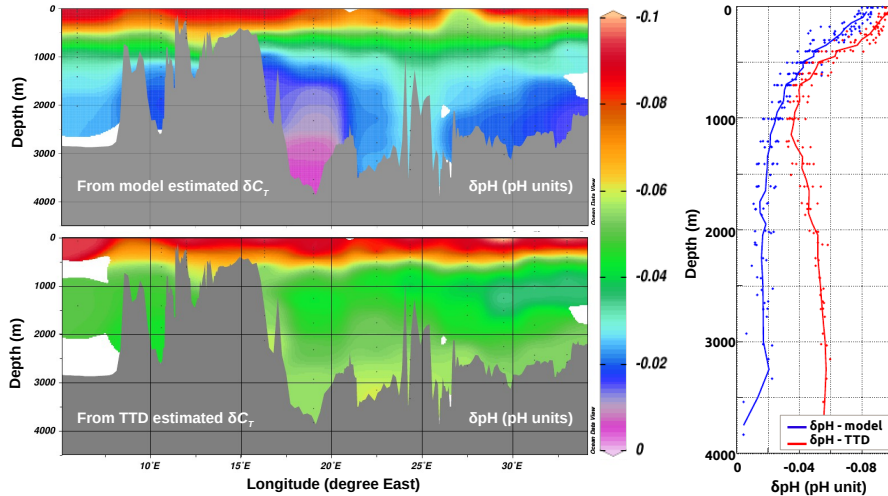 0
1000
2000
3000
4000
Depth (m)
From model estimated δC_T
δpH (pH units)
Ocean Data View
0
1000
2000
3000
4000
Depth (m)
From TTD estimated δC_T
δpH (pH units)
Ocean Data View
10˚E
15˚E
20˚E
25˚E
30˚E
Longitude (degree East)
-0.1
-0.08
-0.06
-0.04
-0.02
0
0
1000
2000
3000
4000
Depth (m)
δpH - model
δpH - TTD
0
-0.04
-0.08
δpH (pH unit)